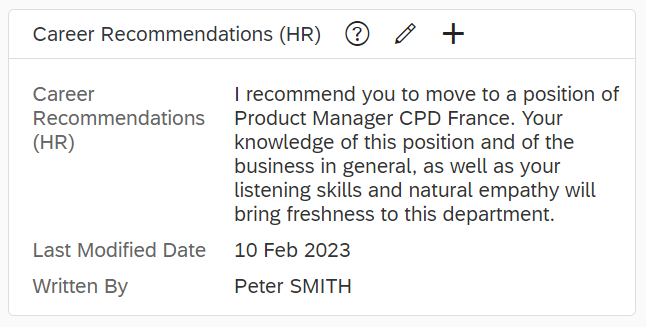 Career Recommendations (HR)
Career
Recommendations
(HR)
I recommend you to move to a position of
Product Manager CPD France. Your
knowledge of this position and of the
business in general, as well as your
listening skills and natural empathy will
bring freshness to this department.
Last Modified Date
10 Feb 2023
Written By
Peter SMITH